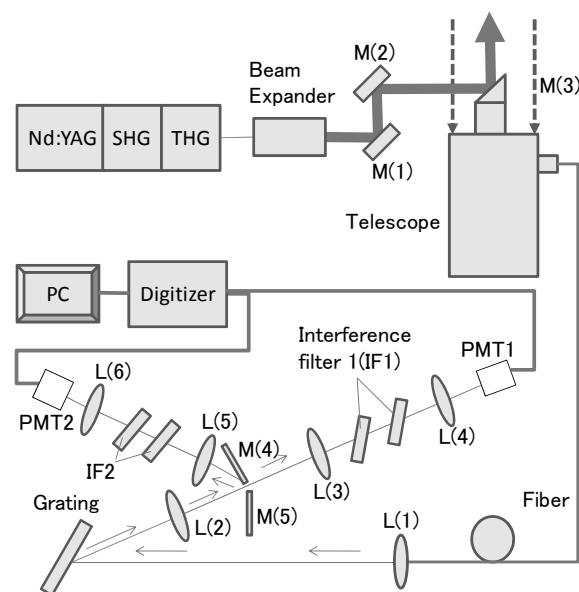 M(2)
Beam
Expander
M(3)
Nd:YAG
SHG
THG
M(1)
Telescope
PC
Digitizer
Interference
filter 1(IF1)
PMT1
L(6)
PMT2
L(5)
L(4)
M(4)
IF2
L(3)
Grating
L(2)
M(5)
L(1)
Fiber